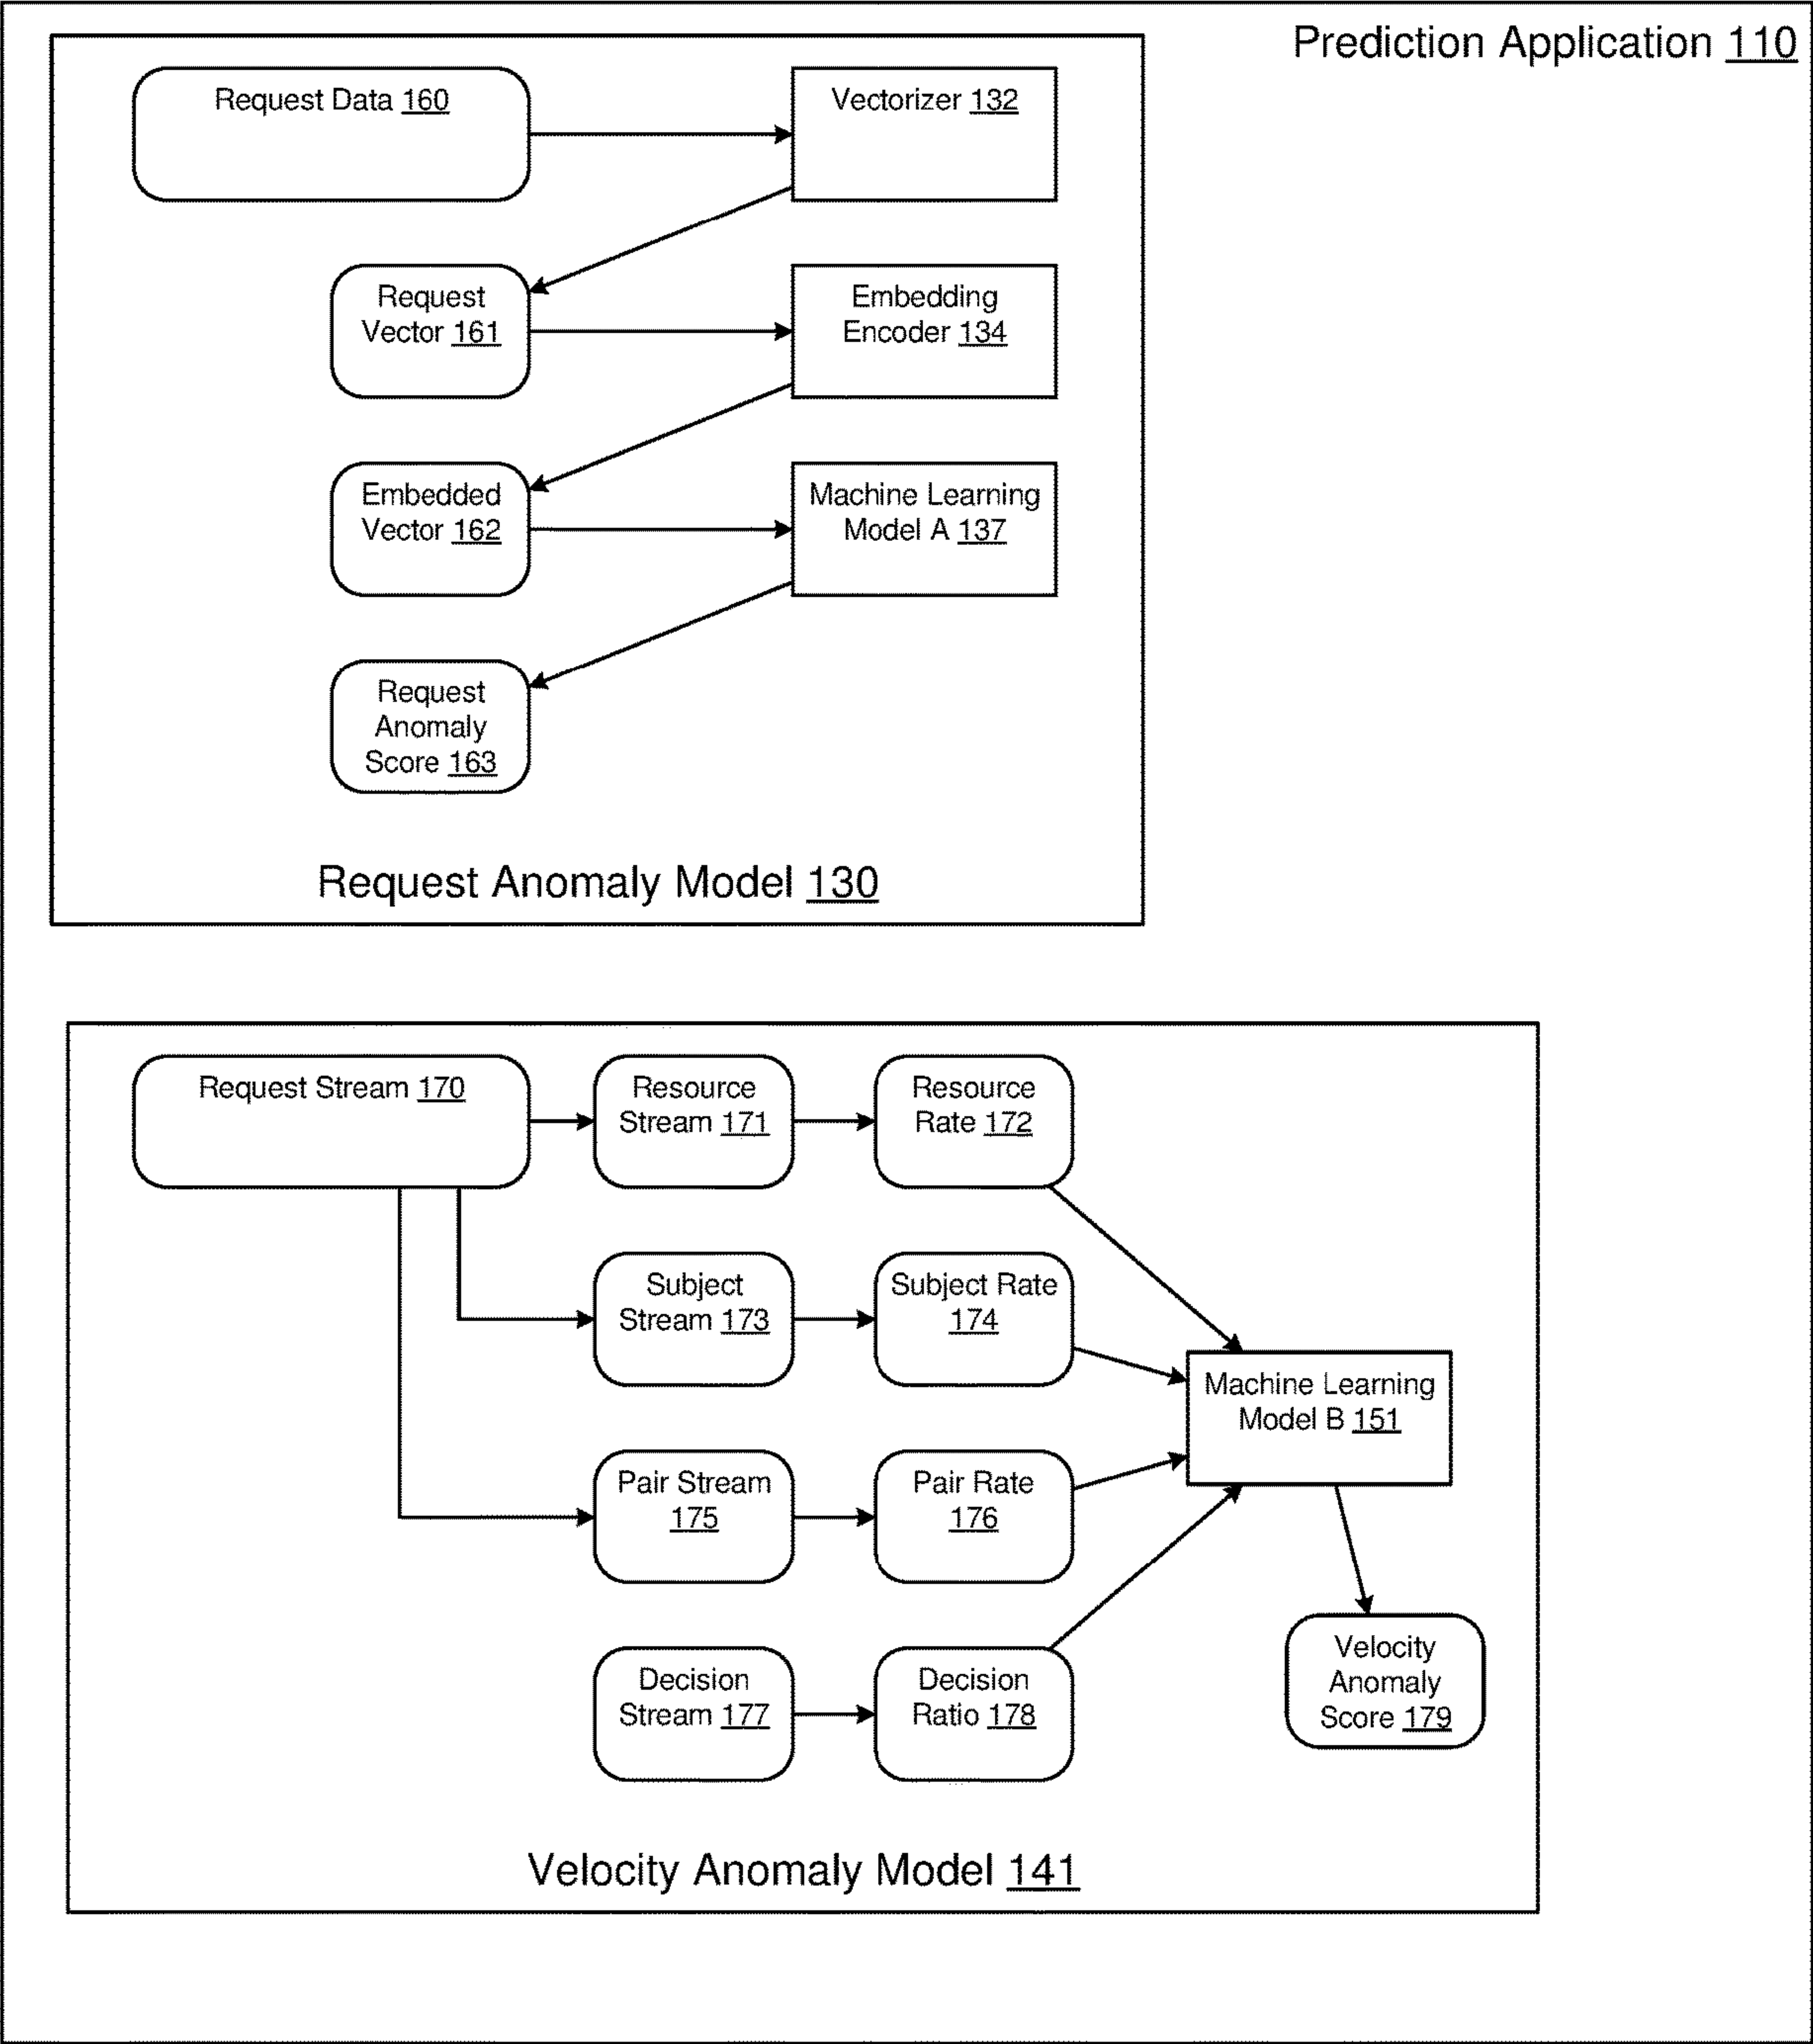 Prediction Application 110
Request Data 160
Vectorizer 132
Request
Vector 161
Embedding
Encoder 134
Embedded
Vector 162
Machine Learning
Model A 137
Request
Anomaly
Score 163
Request Anomaly Model 130
Request Stream 170
Resource
Stream 171
Resource
Rate 172
Subject
Stream 173
Subject Rate
174
Machine Learning
Model B 151
Pair Stream
175
Pair Rate
176
Decision
Stream 177
Decision
Ratio 178
Velocity
Anomaly
Score 179
Velocity Anomaly Model 141